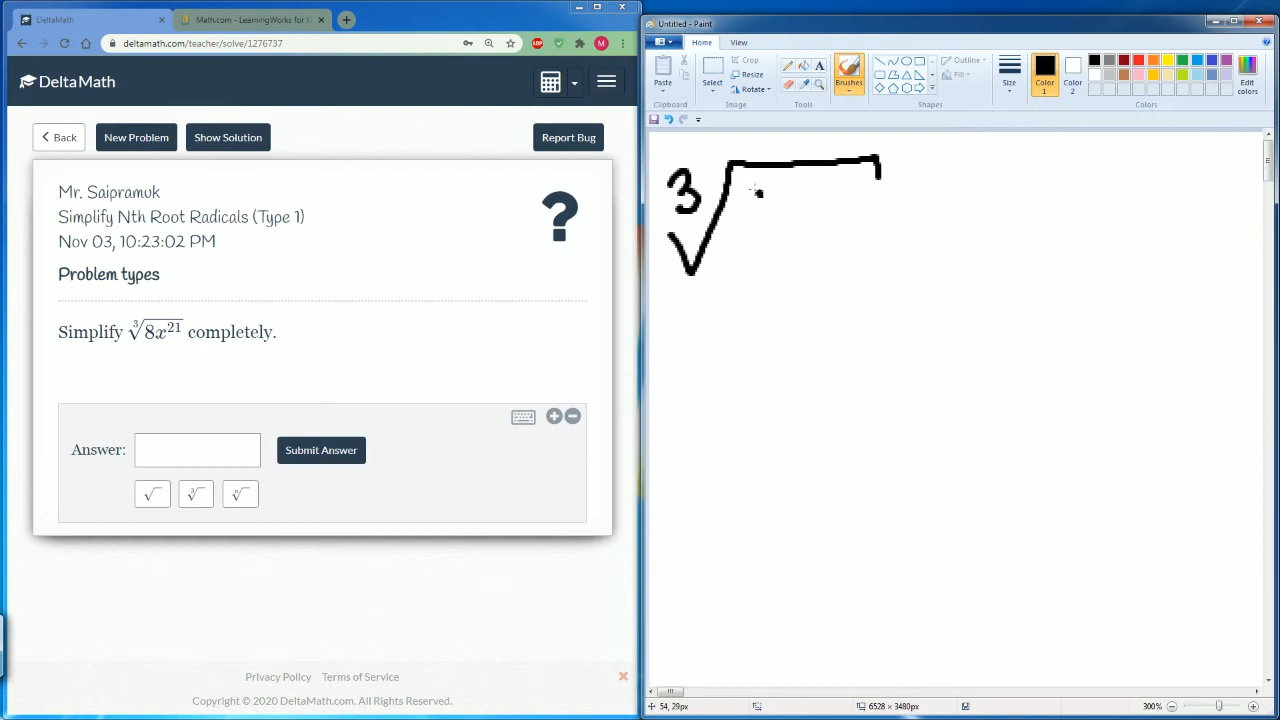 DeltaMath
Math.com - LearningWorks for K
deltamath.com/teacher/solve/1276737
ABP
M
DeltaMath
Back
New Problem
Show Solution
Report Bug
Mr. Saipramuk
Simplify Nth Root Radicals (Type 1)
Nov 03, 10:23:02 PM
Problem types
?
Simplify ∛(8x²¹) completely.
Answer:
Submit Answer
√
∛
ⁿ√
Privacy Policy
Terms of Service
Copyright © 2020 DeltaMath.com. All Rights Reserved.
Untitled - Paint
Home
View
Paste
Clipboard
Select
Crop
Resize
Rotate
Image
A
Tools
Brushes
Outline
Fill
Shapes
Size
Color 1
Color 2
Edit colors
Colors
3√
54, 29px
6528 × 3480px
300%